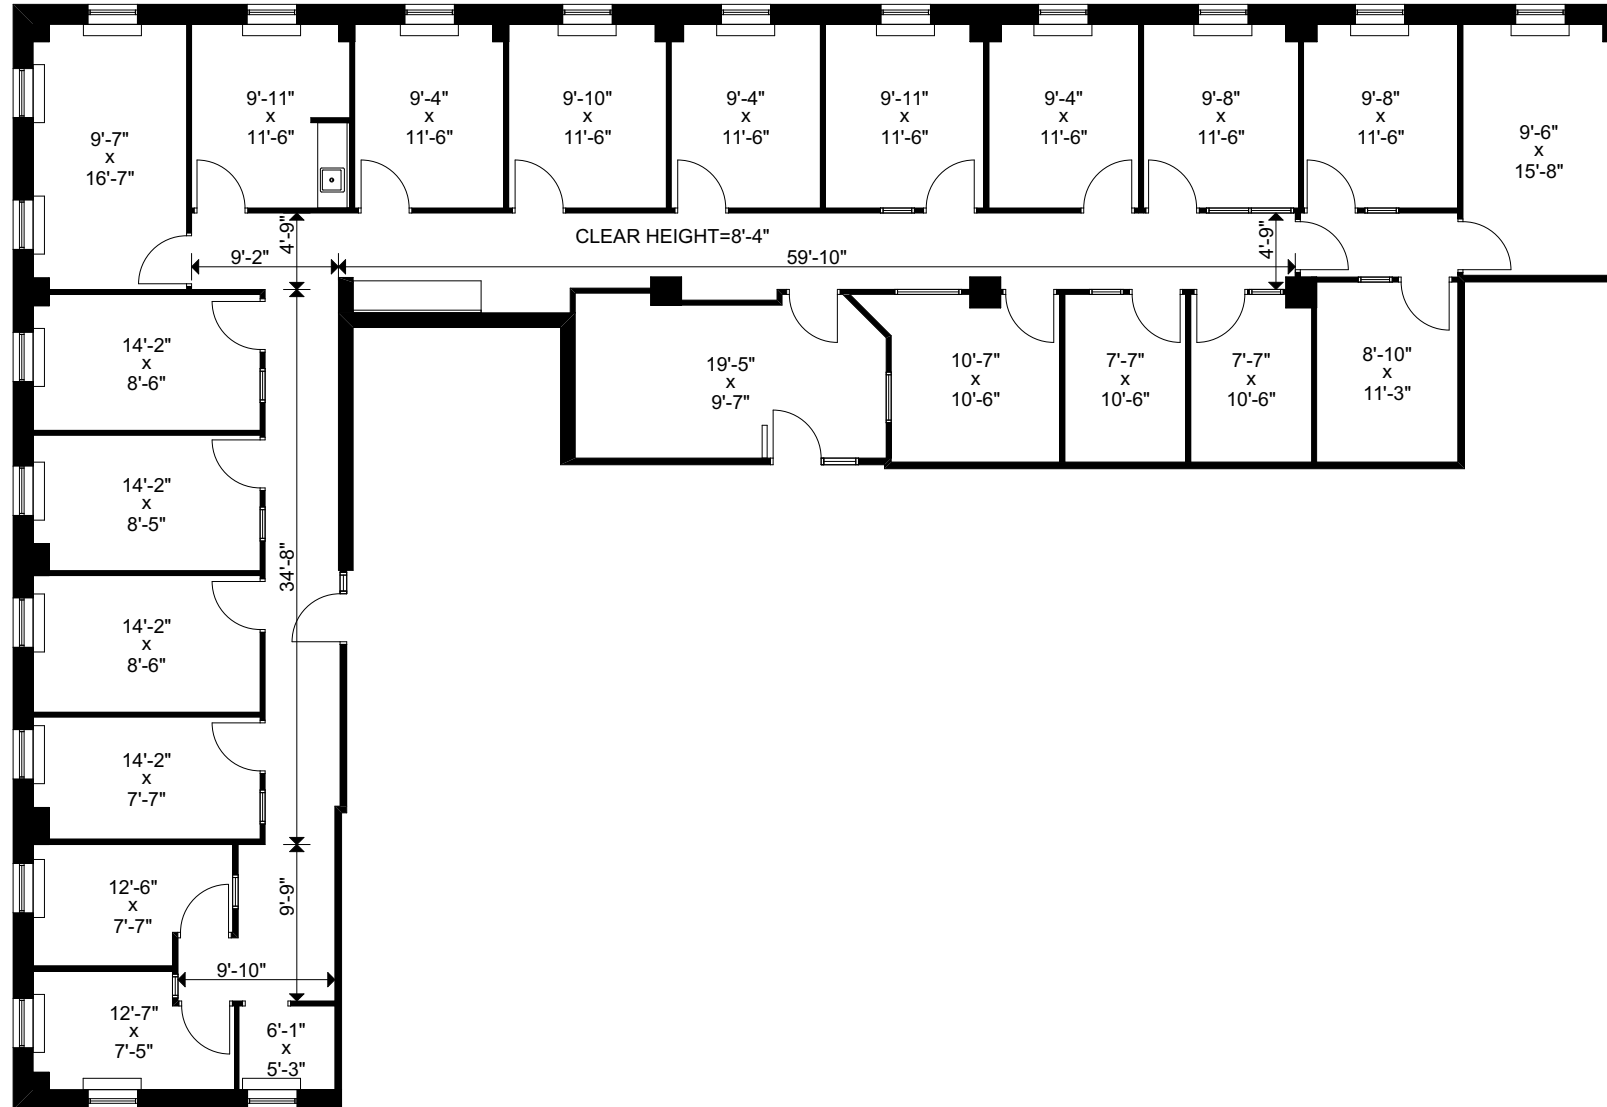 9'-7"
x
16'-7"
9'-11"
x
11'-6"
9'-4"
x
11'-6"
9'-10"
x
11'-6"
9'-4"
x
11'-6"
9'-11"
x
11'-6"
9'-4"
x
11'-6"
9'-8"
x
11'-6"
9'-8"
x
11'-6"
9'-6"
x
15'-8"
4'-9"
CLEAR HEIGHT=8'-4"
4'-9"
9'-2"
59'-10"
14'-2"
x
8'-6"
19'-5"
x
9'-7"
10'-7"
x
10'-6"
7'-7"
x
10'-6"
7'-7"
x
10'-6"
8'-10"
x
11'-3"
14'-2"
x
8'-5"
34'-8"
14'-2"
x
8'-6"
14'-2"
x
7'-7"
12'-6"
x
7'-7"
9'-9"
9'-10"
12'-7"
x
7'-5"
6'-1"
x
5'-3"